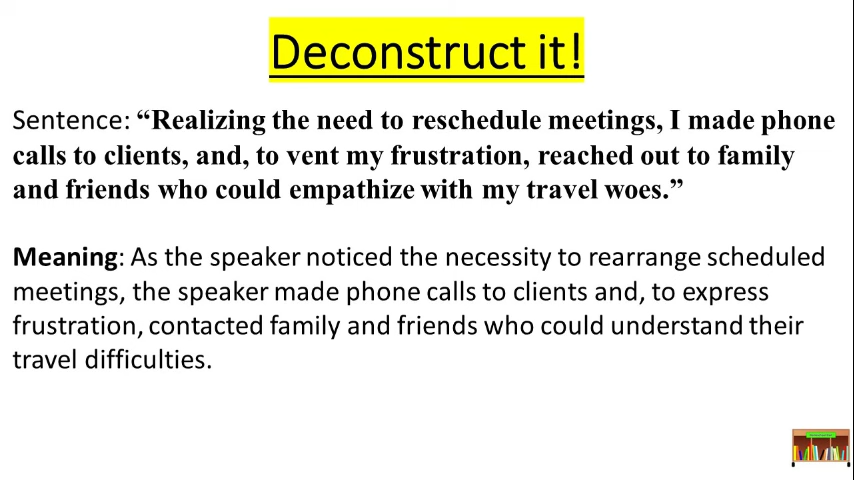 Deconstruct it!
Sentence: “Realizing the need to reschedule meetings, I made phone
calls to clients, and, to vent my frustration, reached out to family
and friends who could empathize with my travel woes.”
Meaning: As the speaker noticed the necessity to rearrange scheduled
meetings, the speaker made phone calls to clients and, to express
frustration, contacted family and friends who could understand their
travel difficulties.